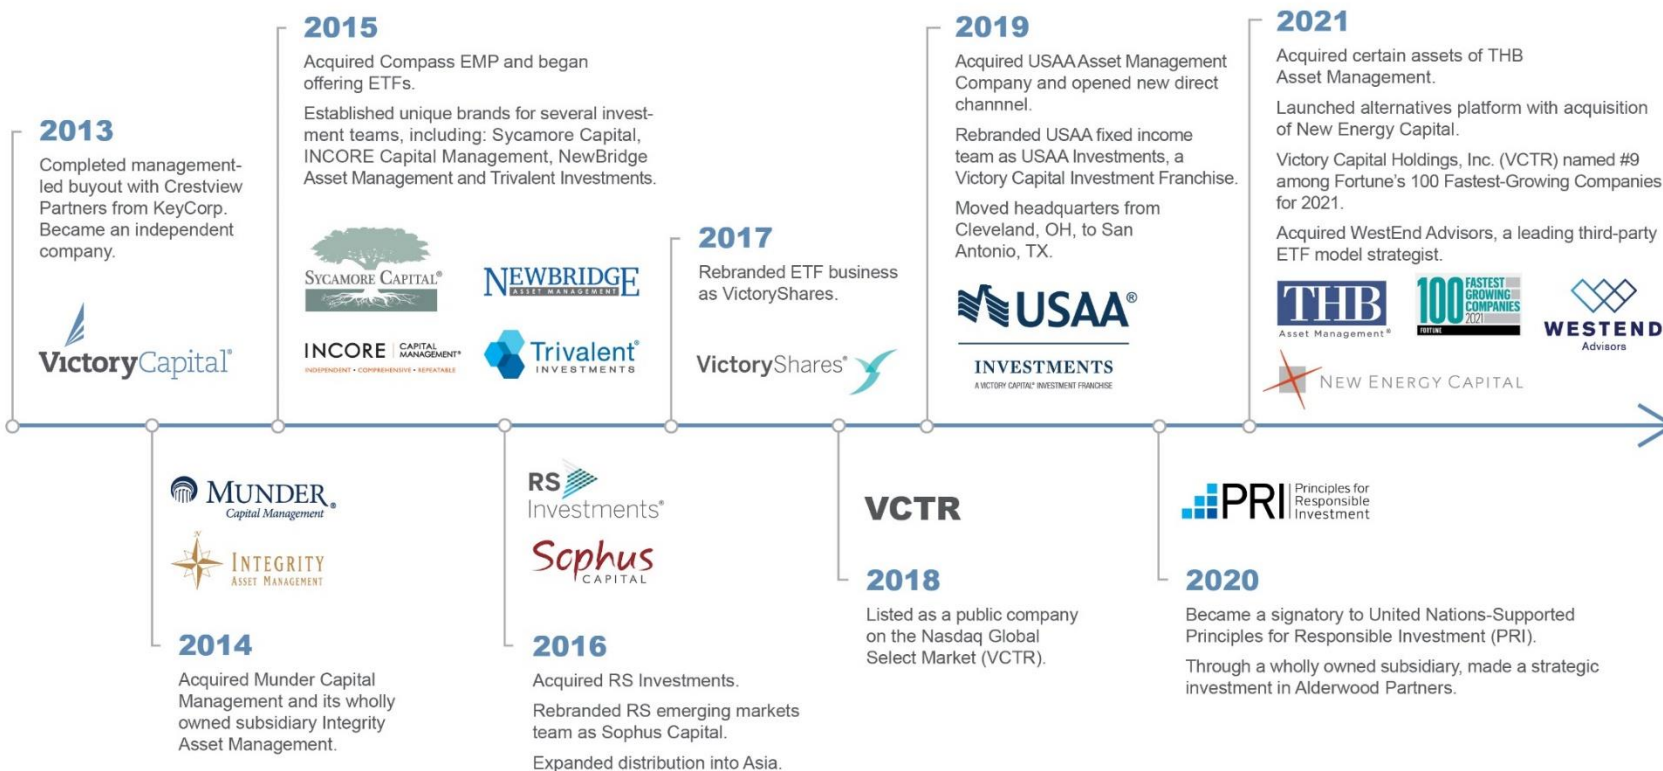 2013
Completed management-
led buyout with Crestview
Partners from KeyCorp.
Became an independent
company.
VictoryCapital®
2014
Acquired Munder Capital
Management and its wholly
owned subsidiary Integrity
Asset Management.
MUNDER®
Capital Management
N
INTEGRITY
ASSET MANAGEMENT
2015
Acquired Compass EMP and began
offering ETFs.
Established unique brands for several invest-
ment teams, including: Sycamore Capital,
INCORE Capital Management, NewBridge
Asset Management and Trivalent Investments.
SYCAMORE CAPITAL®
NEWBRIDGE
ASSET MANAGEMENT
INCORE CAPITAL
MANAGEMENT®
INDEPENDENT • COMPREHENSIVE • REPEATABLE
Trivalent®
INVESTMENTS
2016
Acquired RS Investments.
Rebranded RS emerging markets
team as Sophus Capital.
Expanded distribution into Asia.
RS
Investments®
Sophus
CAPITAL
2017
Rebranded ETF business
as VictoryShares.
VictoryShares®
VCTR
2018
Listed as a public company
on the Nasdaq Global
Select Market (VCTR).
2019
Acquired USAA Asset Management
Company and opened new direct
channnel.
Rebranded USAA fixed income
team as USAA Investments, a
Victory Capital Investment Franchise.
Moved headquarters from
Cleveland, OH, to San
Antonio, TX.
USAA®
INVESTMENTS
A VICTORY CAPITAL® INVESTMENT FRANCHISE
PRI Principles for
Responsible
Investment
2020
Became a signatory to United Nations-Supported
Principles for Responsible Investment (PRI).
Through a wholly owned subsidiary, made a strategic
investment in Alderwood Partners.
2021
Acquired certain assets of THB
Asset Management.
Launched alternatives platform with acquisition
of New Energy Capital.
Victory Capital Holdings, Inc. (VCTR) named #9
among Fortune's 100 Fastest-Growing Companies
for 2021.
Acquired WestEnd Advisors, a leading third-party
ETF model strategist.
THB
Asset Management®
100 FASTEST
GROWING
COMPANIES
2021
FORTUNE
WESTEND
Advisors
NEW ENERGY CAPITAL